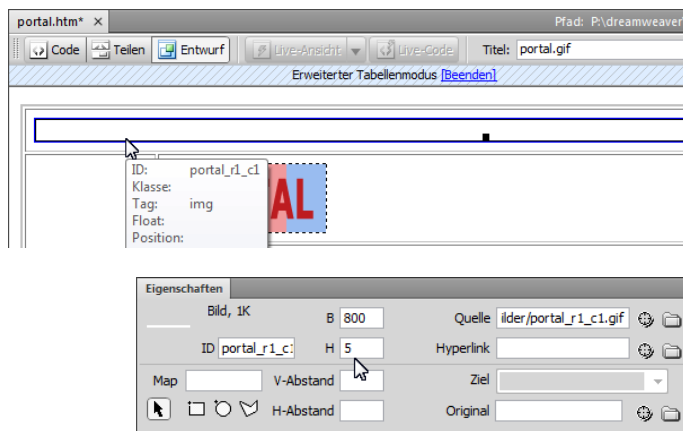 portal.htm* ×
Pfad: P:\dreamweaver
Code Teilen Entwurf Live-Ansicht Live-Code Titel: portal.gif
Erweiterter Tabellenmodus [Beenden]
ID: portal_r1_c1
Klasse:
Tag: img
Float:
Position:
AL
Eigenschaften
Bild, 1K B 800 Quelle ilder/portal_r1_c1.gif
ID portal_r1_c: H 5 Hyperlink
Map V-Abstand Ziel
H-Abstand Original